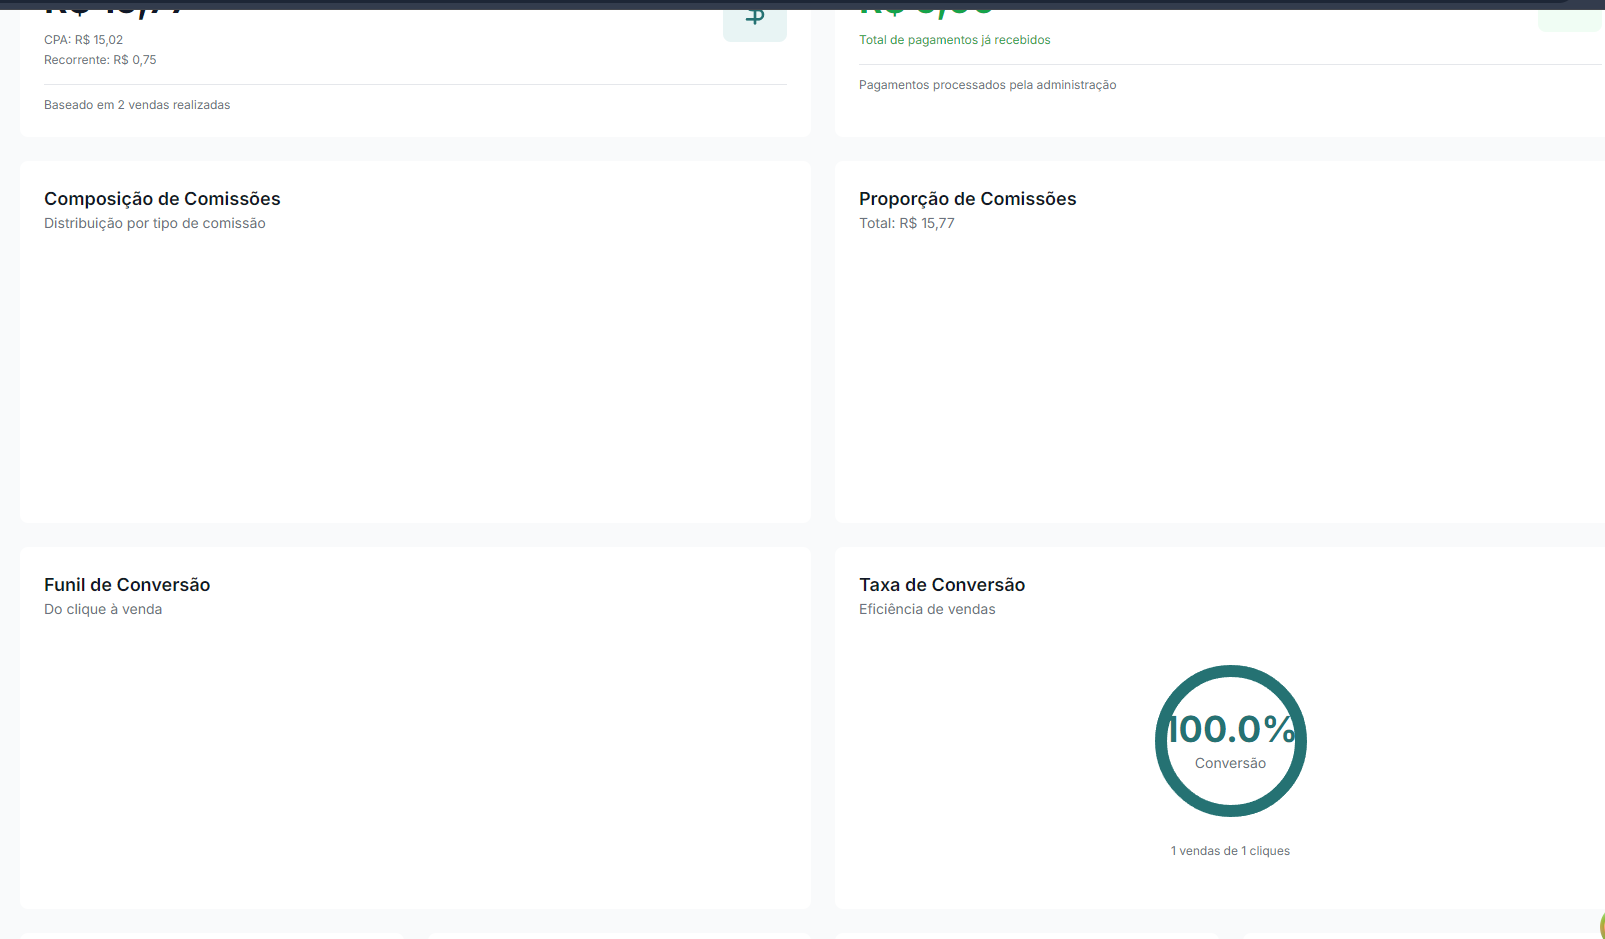 CPA: R$ 15,02
Recorrente: R$ 0,75
Baseado em 2 vendas realizadas
Total de pagamentos já recebidos
Pagamentos processados pela administração
Composição de Comissões
Distribuição por tipo de comissão
Proporção de Comissões
Total: R$ 15,77
Funil de Conversão
Do clique à venda
Taxa de Conversão
Eficiência de vendas
100.0%
Conversão
1 vendas de 1 cliques